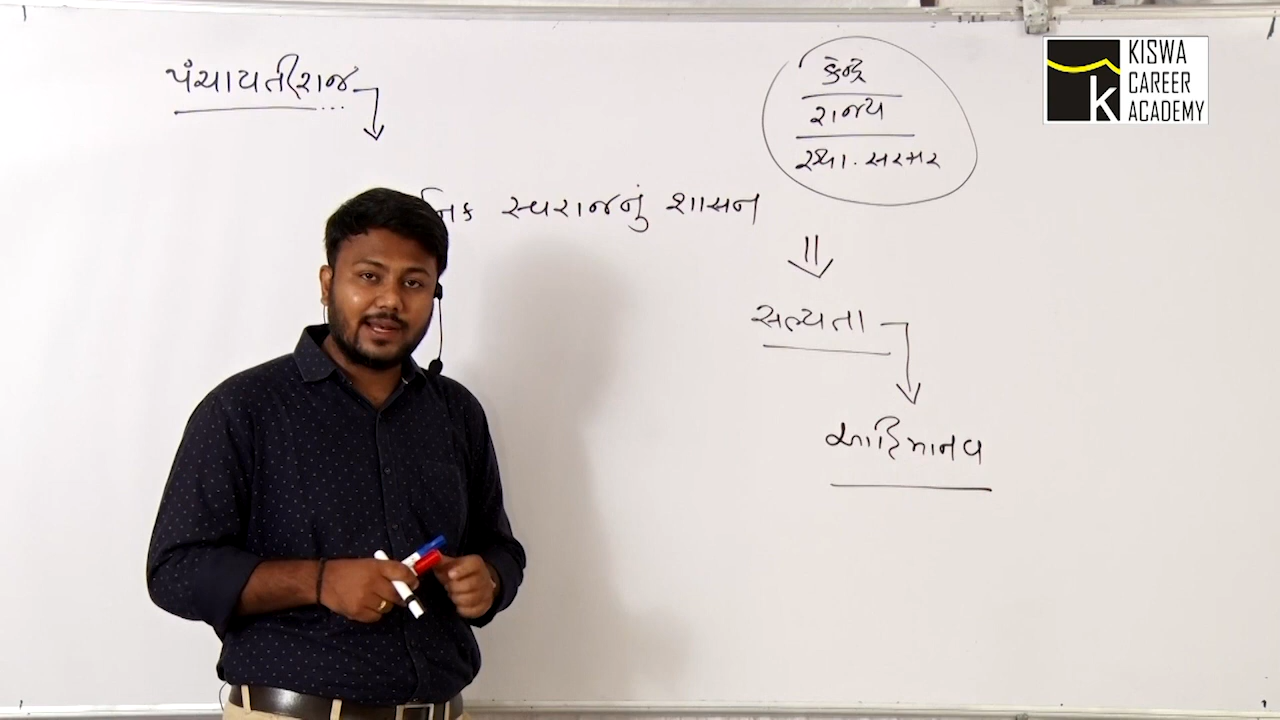 પંચાયતીરાજ...
કેન્દ્ર
રાજ્ય
સ્થા. સરકાર
નિક સ્વરાજનું શાસન
સભ્યતા
આદિમાનવ
KISWA
CAREER
ACADEMY
k